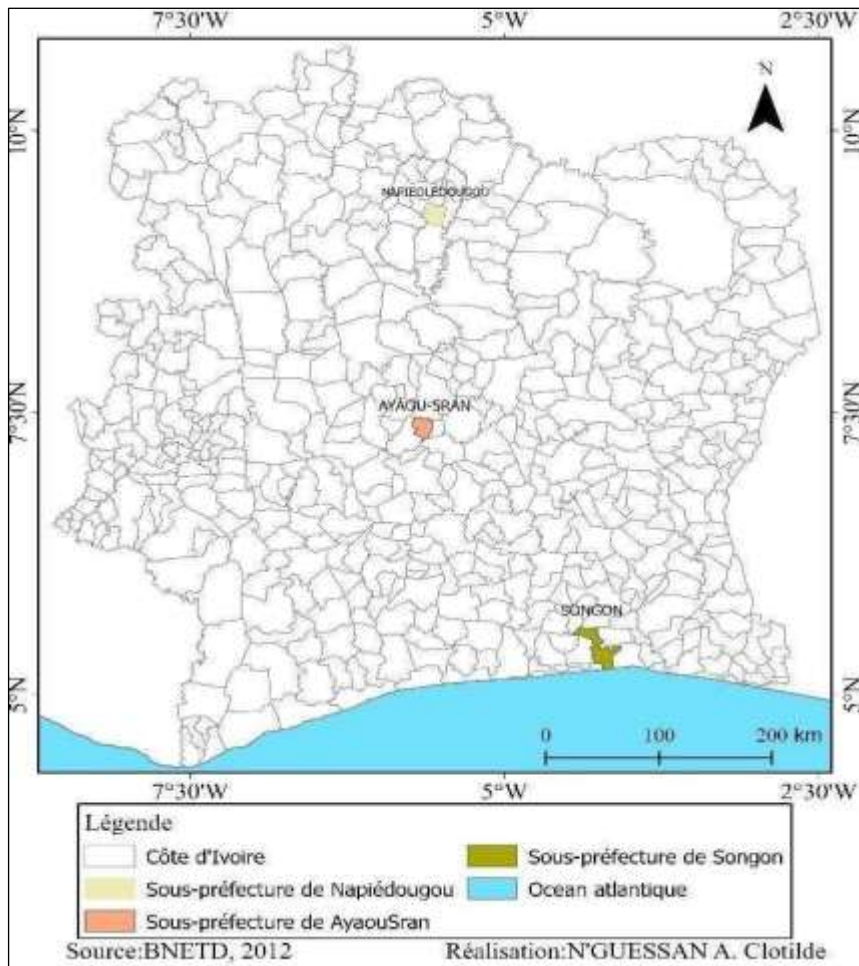 7°30'W 5°W 2°30'W
N
10°N 10°N
NAPIEOLEDOUGOU
7°30'N 7°30'N
AYAOU-SRAN
SONGON
5°N 5°N
0 100 200 km
7°30'W 5°W 2°30'W
Légende
Côte d'Ivoire
Sous-préfecture de Napiédougou
Sous-préfecture de AyaouSran
Sous-préfecture de Songon
Ocean atlantique
Source:BNETD, 2012 Réalisation:N'GUESSAN A. Clotilde